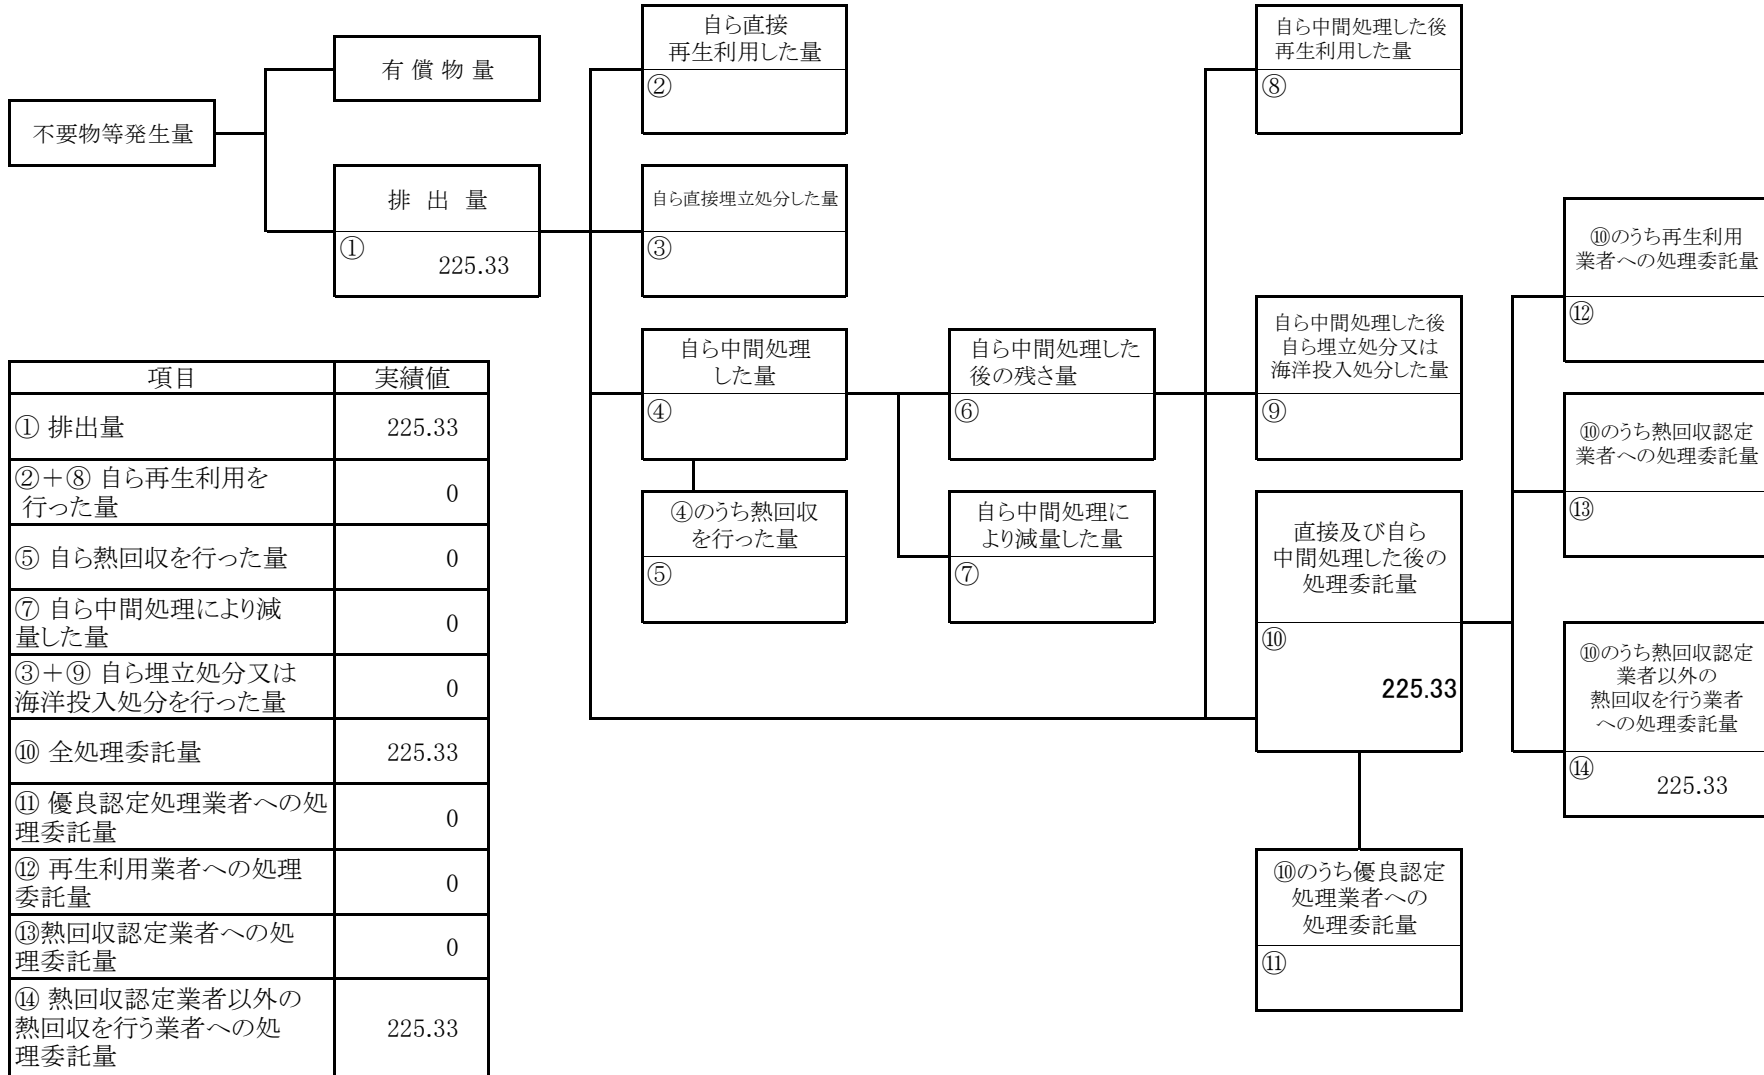 不要物等発生量
有 償 物 量
排 出 量
①
225.33
自ら直接
再生利用した量
②
自ら直接埋立処分した量
③
自ら中間処理
した量
④
④のうち熱回収
を行った量
⑤
自ら中間処理した
後の残さ量
⑥
自ら中間処理に
より減量した量
⑦
自ら中間処理した後
再生利用した量
⑧
自ら中間処理した後
自ら埋立処分又は
海洋投入処分した量
⑨
直接及び自ら
中間処理した後の
処理委託量
⑩
225.33
⑩のうち優良認定
処理業者への
処理委託量
⑪
⑩のうち再生利用
業者への処理委託量
⑫
⑩のうち熱回収認定
業者への処理委託量
⑬
⑩のうち熱回収認定
業者以外の
熱回収を行う業者
への処理委託量
⑭
225.33
項目 実績値
① 排出量 225.33
②＋⑧ 自ら再生利用を
行った量 0
⑤ 自ら熱回収を行った量 0
⑦ 自ら中間処理により減
量した量 0
③＋⑨ 自ら埋立処分又は
海洋投入処分を行った量 0
⑩ 全処理委託量 225.33
⑪ 優良認定処理業者への処
理委託量 0
⑫ 再生利用業者への処理
委託量 0
⑬熱回収認定業者への処
理委託量 0
⑭ 熱回収認定業者以外の
熱回収を行う業者への処
理委託量 225.33